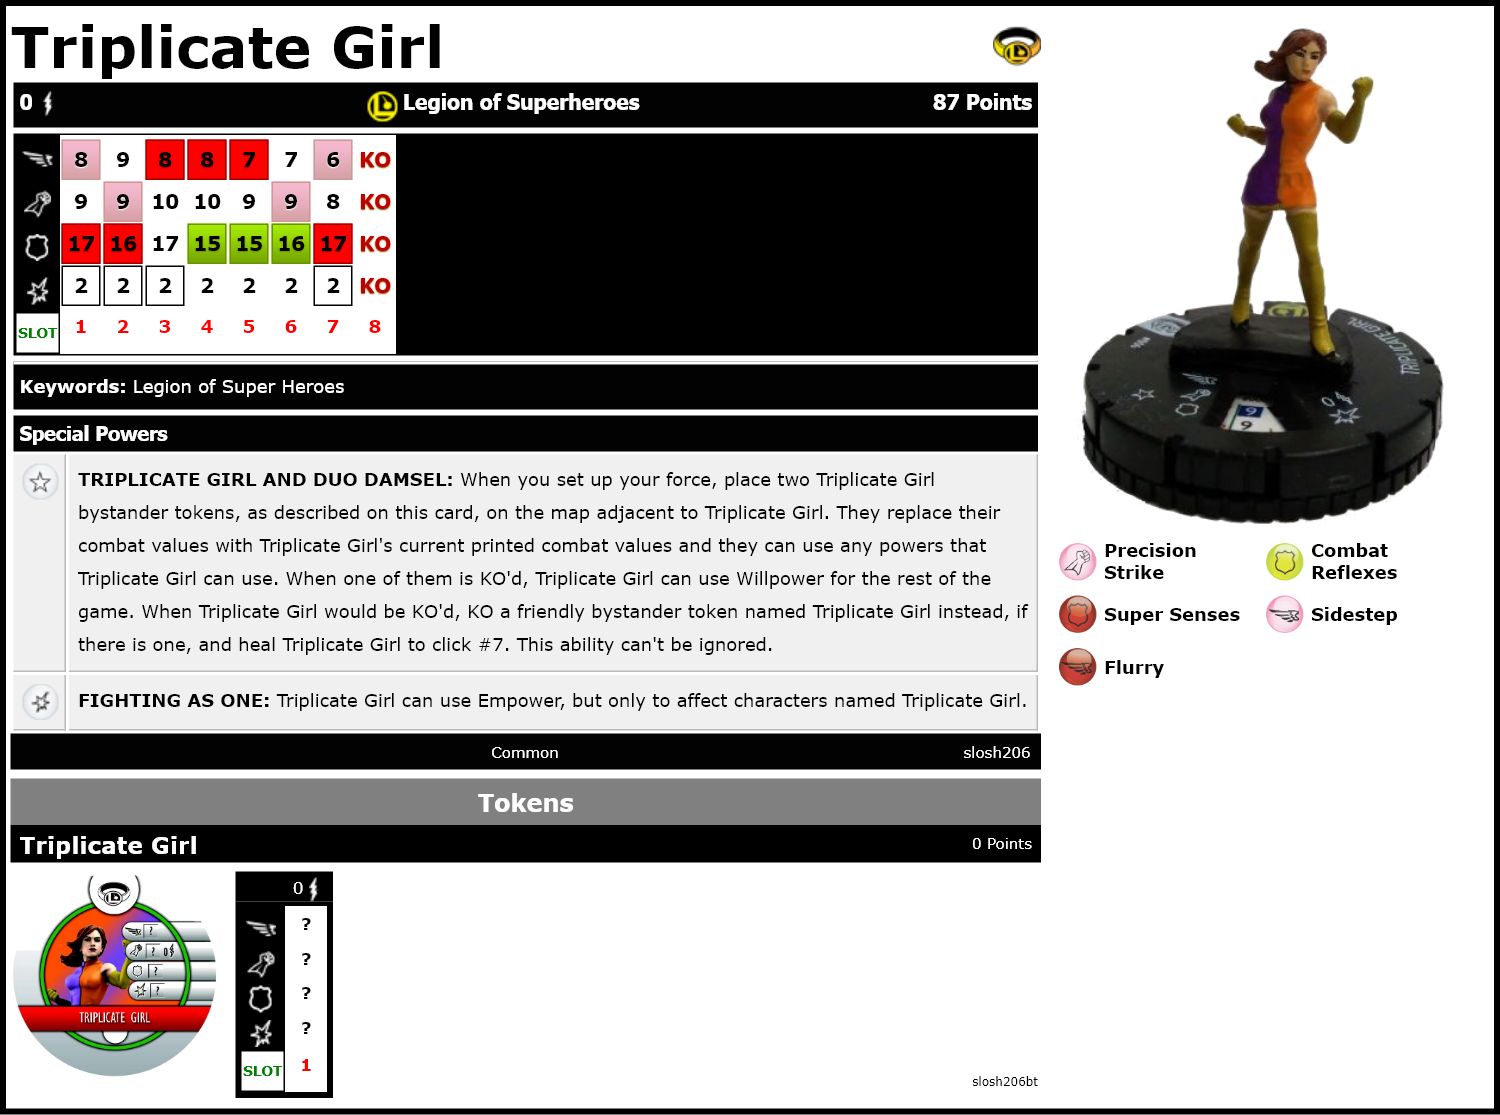 Triplicate Girl
0 Legion of Superheroes 87 Points
8 9 8 8 7 7 6 KO
9 9 10 10 9 9 8 KO
17 16 17 15 15 16 17 KO
2 2 2 2 2 2 2 KO
SLOT 1 2 3 4 5 6 7 8
Keywords: Legion of Super Heroes
Special Powers
TRIPLICATE GIRL AND DUO DAMSEL: When you set up your force, place two Triplicate Girl
bystander tokens, as described on this card, on the map adjacent to Triplicate Girl. They replace their
combat values with Triplicate Girl's current printed combat values and they can use any powers that
Triplicate Girl can use. When one of them is KO'd, Triplicate Girl can use Willpower for the rest of the
game. When Triplicate Girl would be KO'd, KO a friendly bystander token named Triplicate Girl instead, if
there is one, and heal Triplicate Girl to click #7. This ability can't be ignored.
FIGHTING AS ONE: Triplicate Girl can use Empower, but only to affect characters named Triplicate Girl.
Common slosh206
Tokens
Triplicate Girl 0 Points
?
? 0
?
?
TRIPLICATE GIRL
0
?
?
?
?
SLOT 1
slosh206bt
TRIPLICATE GIRL
0
9
9
Precision
Strike
Combat
Reflexes
Super Senses
Sidestep
Flurry